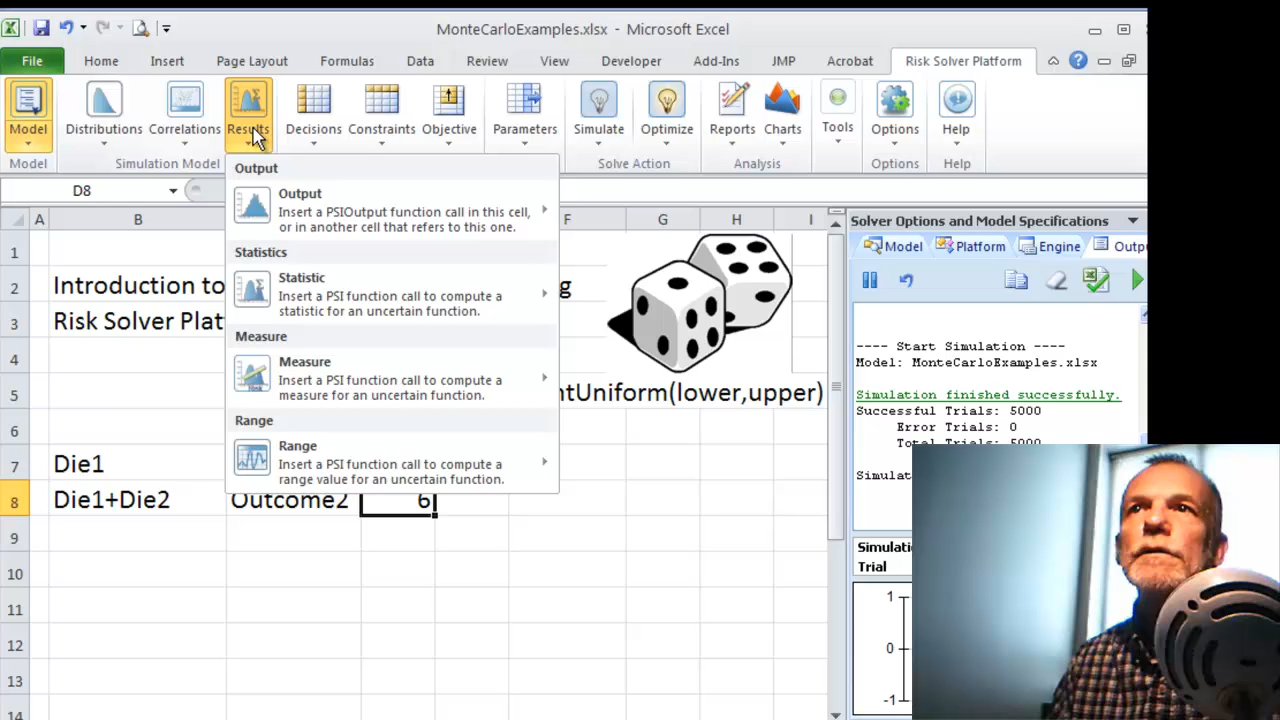 MonteCarloExamples.xlsx - Microsoft Excel
File Home Insert Page Layout Formulas Data Review View Developer Add-Ins JMP Acrobat Risk Solver Platform
Model Distributions Correlations Results Decisions Constraints Objective Parameters Simulate Optimize Reports Charts Tools Options Help
Model Simulation Model Solve Action Analysis Options Help
D8
A B F G H I
Output
Output
Insert a PSIOutput function call in this cell,
or in another cell that refers to this one.
Statistics
Statistic
Insert a PSI function call to compute a
statistic for an uncertain function.
Measure
Measure
Insert a PSI function call to compute a
measure for an uncertain function.
Range
Range
Insert a PSI function call to compute a
range value for an uncertain function.
1
2 Introduction to g
3 Risk Solver Plat
4
5 ntUniform(lower,upper)
6
7 Die1
8 Die1+Die2 Outcome2 6
9
10
11
12
13
14
Solver Options and Model Specifications
Model Platform Engine Outp
---- Start Simulation ----
Model: MonteCarloExamples.xlsx
Simulation finished successfully.
Successful Trials: 5000
Error Trials: 0
Total Trials: 5000
Simul
Simulati
Trial
1
0
-1